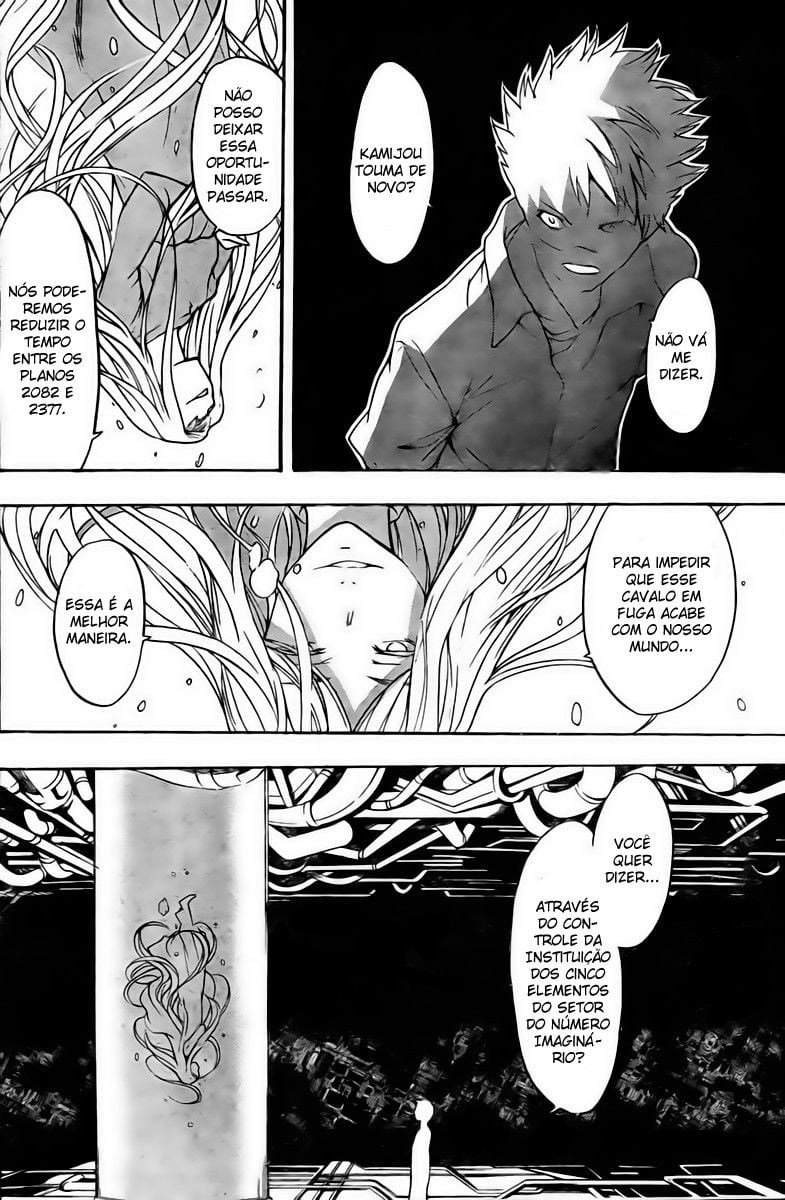 KAMIJOU
TOUMA DE
NOVO?
NÃO VÁ
ME
DIZER.
NÃO
POSSO
DEIXAR
ESSA
OPORTU-
NIDADE
PASSAR.
NÓS PODE-
REMOS
REDUZIR O
TEMPO
ENTRE OS
PLANOS
2082 E
2377.
PARA IMPEDIR
QUE ESSE
CAVALO EM
FUGA ACABE
COM O NOSSO
MUNDO...
ESSA É A
MELHOR
MANEIRA.
VOCÊ
QUER
DIZER...
ATRAVÉS
DO CON-
TROLE DA
INSTITUIÇÃO
DOS CINCO
ELEMENTOS
DO SETOR
DO NÚMERO
IMAGINÁ-
RIO?